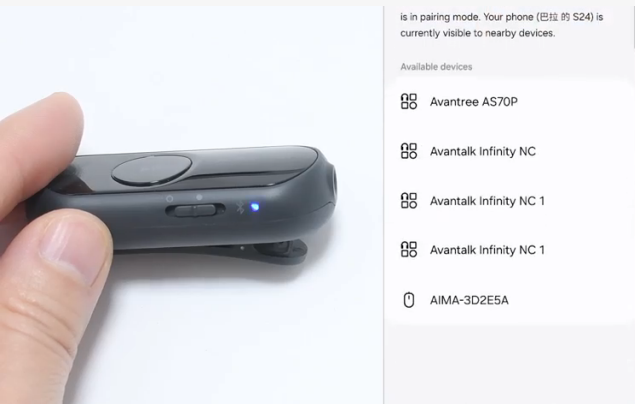 is in pairing mode. Your phone (巴拉 的 S24) is
currently visible to nearby devices.
Available devices
Avantree AS70P
Avantalk Infinity NC
Avantalk Infinity NC 1
Avantalk Infinity NC 1
AIMA-3D2E5A